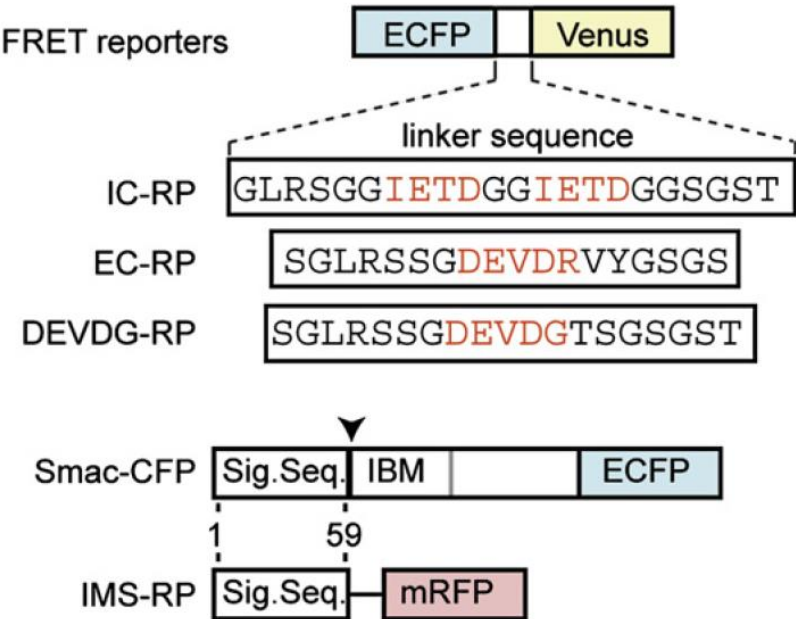 FRET reporters ECFP Venus
linker sequence
IC-RP GLRSGGIETDGGIETDGGSGST
EC-RP SGLRSSGDEVDRVYGSGS
DEVDG-RP SGLRSSGDEVDGTSGSGST
Smac-CFP Sig.Seq. IBM ECFP
1 59
IMS-RP Sig.Seq. mRFP